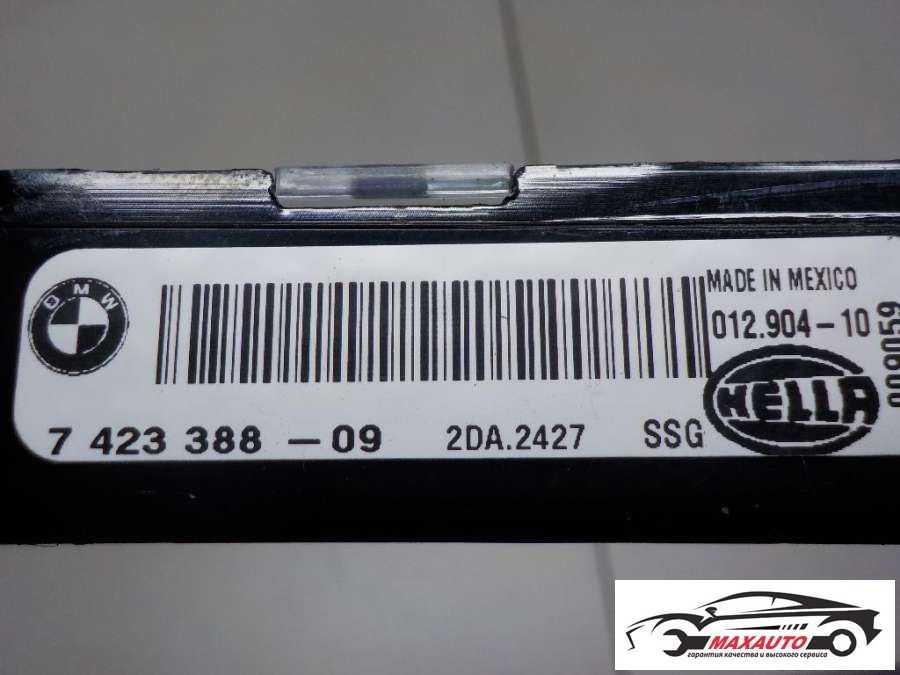 BMW
MADE IN MEXICO
012.904-10
009059
HELLA
7 423 388 -09
2DA.2427
SSG
MAXAUTO
гарантия качества и высокого сервиса